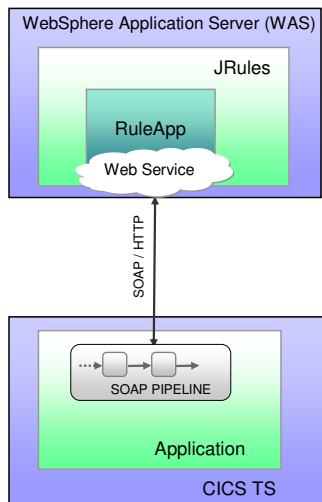 WebSphere Application Server (WAS)
JRules
RuleApp
Web Service
SOAP / HTTP
SOAP PIPELINE
Application
CICS TS